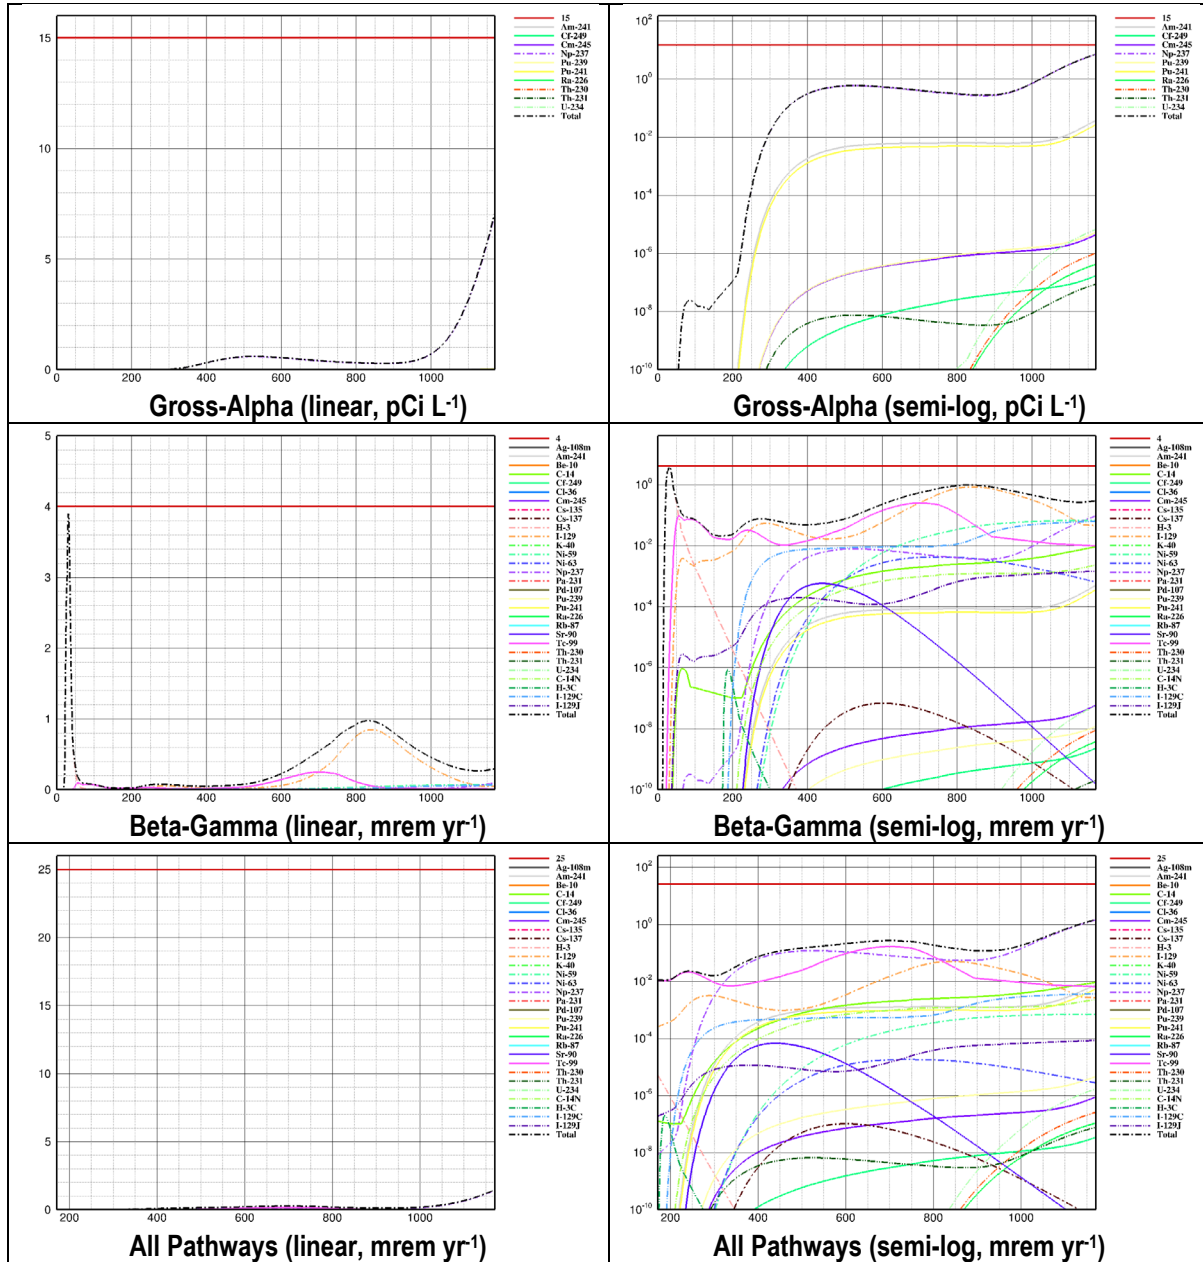 15
10
5
0
0 200 400 600 800 1000
15
Am-241
Cf-249
Cm-245
Np-237
Pu-239
Pu-241
Ra-226
Th-230
Th-231
U-234
Total
Gross-Alpha (linear, pCi L⁻¹)
10²
10⁰
10⁻²
10⁻⁴
10⁻⁶
10⁻⁸
10⁻¹⁰
0 200 400 600 800 1000
15
Am-241
Cf-249
Cm-245
Np-237
Pu-239
Pu-241
Ra-226
Th-230
Th-231
U-234
Total
Gross-Alpha (semi-log, pCi L⁻¹)
5
4
3
2
1
0
0 200 400 600 800 1000
4
Ag-108m
Am-241
Be-10
C-14
Cf-249
Cl-36
Cm-245
Cs-135
Cs-137
H-3
I-129
K-40
Ni-59
Ni-63
Np-237
Pa-231
Pd-107
Pu-239
Pu-241
Ra-226
Rb-87
Sr-90
Tc-99
Th-230
Th-231
U-234
C-14N
H-3C
I-129C
I-129J
Total
Beta-Gamma (linear, mrem yr⁻¹)
10⁰
10⁻²
10⁻⁴
10⁻⁶
10⁻⁸
10⁻¹⁰
0 200 400 600 800 1000
4
Ag-108m
Am-241
Be-10
C-14
Cf-249
Cl-36
Cm-245
Cs-135
Cs-137
H-3
I-129
K-40
Ni-59
Ni-63
Np-237
Pa-231
Pd-107
Pu-239
Pu-241
Ra-226
Rb-87
Sr-90
Tc-99
Th-230
Th-231
U-234
C-14N
H-3C
I-129C
I-129J
Total
Beta-Gamma (semi-log, mrem yr⁻¹)
25
20
15
10
5
0
200 400 600 800 1000
25
Ag-108m
Am-241
Be-10
C-14
Cf-249
Cl-36
Cm-245
Cs-135
Cs-137
H-3
I-129
K-40
Ni-59
Ni-63
Np-237
Pa-231
Pd-107
Pu-239
Pu-241
Ra-226
Rb-87
Sr-90
Tc-99
Th-230
Th-231
U-234
C-14N
H-3C
I-129C
I-129J
Total
All Pathways (linear, mrem yr⁻¹)
10²
10⁰
10⁻²
10⁻⁴
10⁻⁶
10⁻⁸
10⁻¹⁰
200 400 600 800 1000
25
Ag-108m
Am-241
Be-10
C-14
Cf-249
Cl-36
Cm-245
Cs-135
Cs-137
H-3
I-129
K-40
Ni-59
Ni-63
Np-237
Pa-231
Pd-107
Pu-239
Pu-241
Ra-226
Rb-87
Sr-90
Tc-99
Th-230
Th-231
U-234
C-14N
H-3C
I-129C
I-129J
Total
All Pathways (semi-log, mrem yr⁻¹)